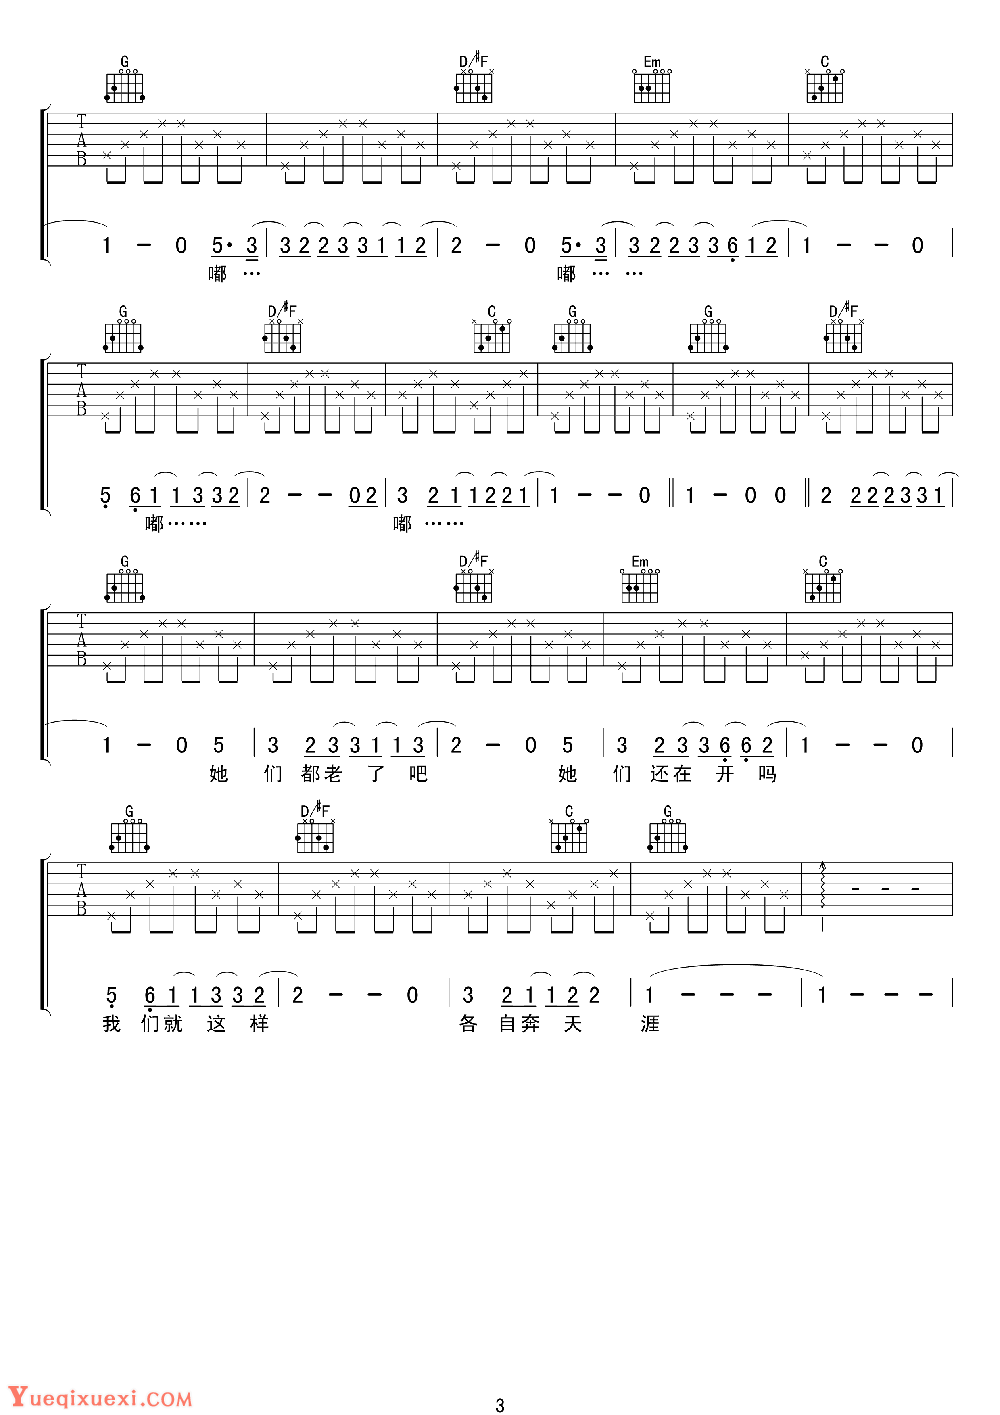 G D/#F Em C
T
A
B
1 — 0 5· 3 | 3 2 2 3 3 1 1 1 2 | 2 — 0 5· 3 | 3 2 2 3 3 6 1 2 | 1 — 0
嘟 … 嘟 … …
G D/#F C G G D/#F
T
A
B
5 6 1 1 3 3 2 | 2 — — 0 2 | 3 2 1 1 2 2 1 | 1 — — 0 ‖ 1 — 0 0 ‖ 2 2 2 2 3 3 1 |
嘟 …… 嘟 ……
G D/#F Em C
T
A
B
1 — 0 5 | 3 2 3 3 1 1 3 | 2 — 0 5 | 3 2 3 3 6 6 2 | 1 — — 0 |
她 们 都老 了 吧 她 们 还在 开 吗
G D/#F C G
T
A
B
5 6 1 1 3 3 2 | 2 — — 0 | 3 2 1 1 2 2 | 1 — — — | 1 — — — |
我 们就 这 样 各 自奔 天 涯
Yueqixuexi.COM
3